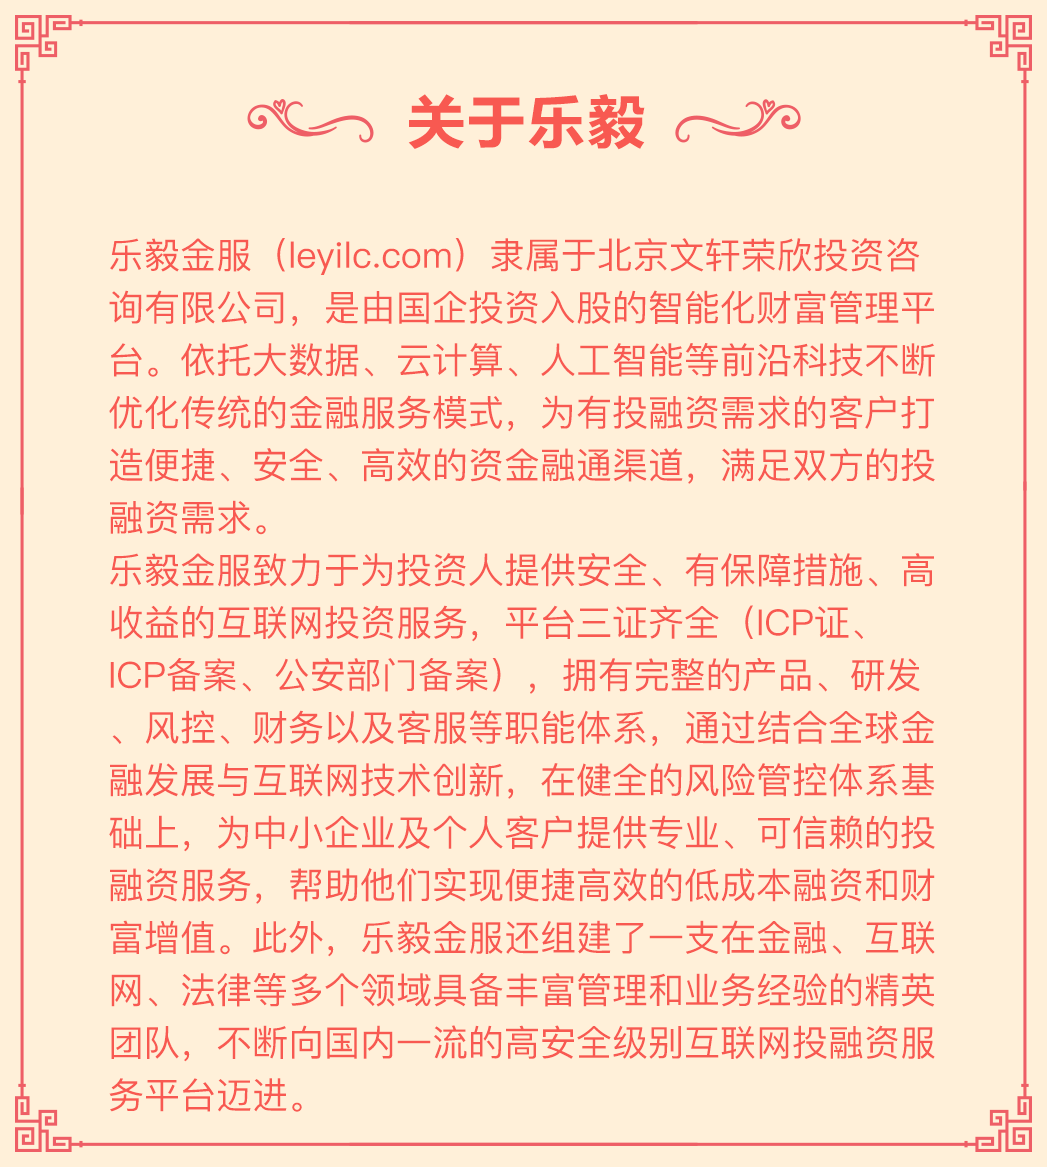 关于乐毅
乐毅金服（leyilc.com）隶属于北京文轩荣欣投资咨
询有限公司，是由国企投资入股的智能化财富管理平
台。依托大数据、云计算、人工智能等前沿科技不断
优化传统的金融服务模式，为有投融资需求的客户打
造便捷、安全、高效的资金融通渠道，满足双方的投
融资需求。
乐毅金服致力于为投资人提供安全、有保障措施、高
收益的互联网投资服务，平台三证齐全（ICP证、
ICP备案、公安部门备案），拥有完整的产品、研发
、风控、财务以及客服等职能体系，通过结合全球金
融发展与互联网技术创新，在健全的风险管控体系基
础上，为中小企业及个人客户提供专业、可信赖的投
融资服务，帮助他们实现便捷高效的低成本融资和财
富增值。此外，乐毅金服还组建了一支在金融、互联
网、法律等多个领域具备丰富管理和业务经验的精英
团队，不断向国内一流的高安全级别互联网投融资服
务平台迈进。